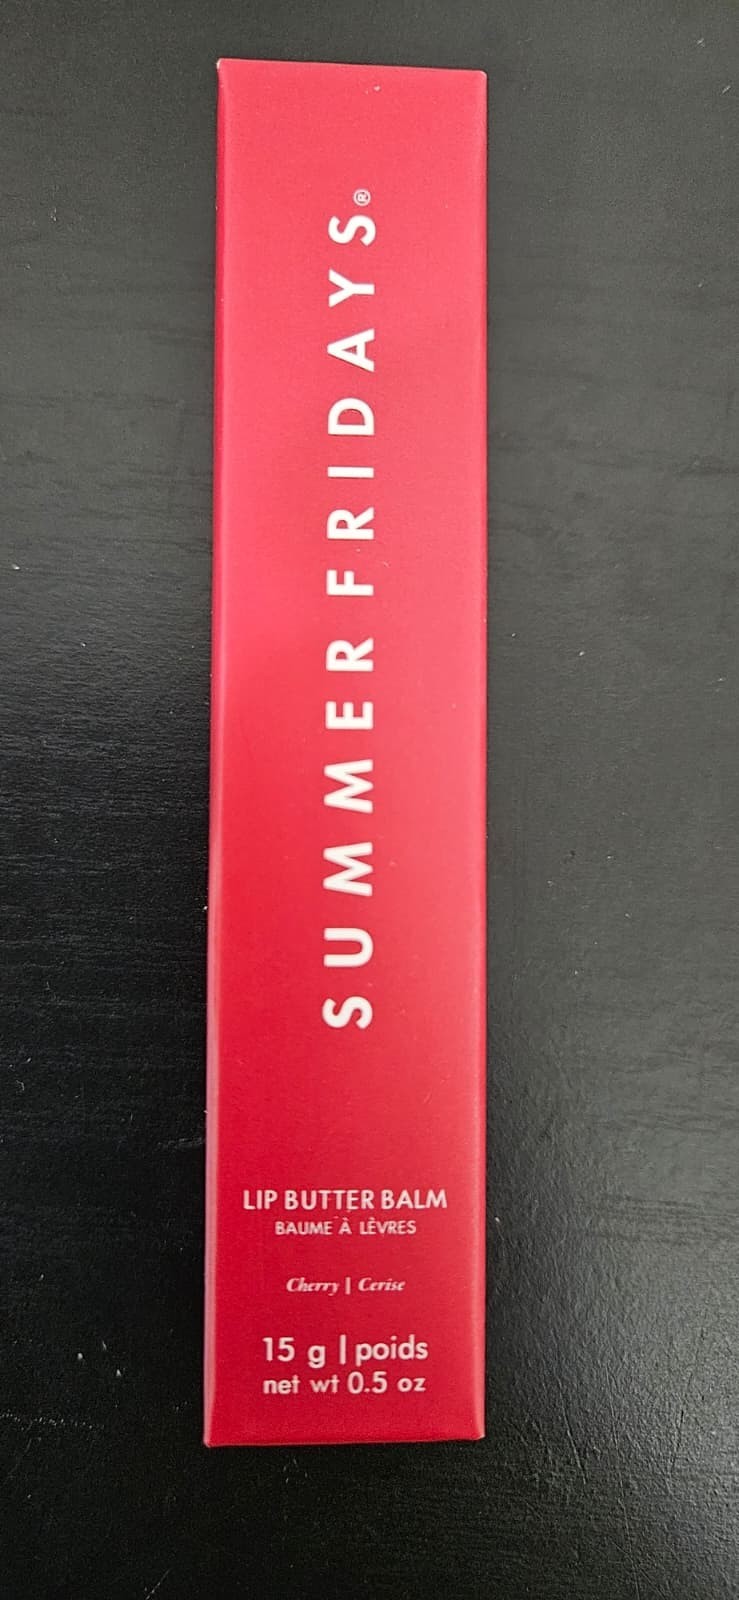 SUMMER FRIDAYS®
LIP BUTTER BALM
BAUME À LÈVRES
Cherry | Cerise
15 g | poids
net wt 0.5 oz